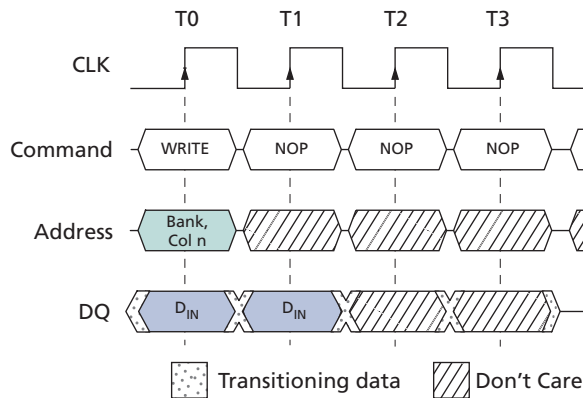 T0 T1 T2 T3
CLK
Command WRITE NOP NOP NOP
Address Bank,
Col n
DQ DIN DIN
Transitioning data Don't Care